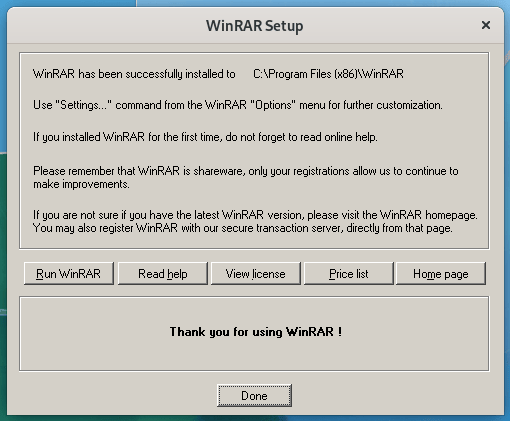 WinRAR Setup
WinRAR has been successfully installed to C:\Program Files (x86)\WinRAR
Use "Settings..." command from the WinRAR "Options" menu for further customization.
If you installed WinRAR for the first time, do not forget to read online help.
Please remember that WinRAR is shareware, only your registrations allow us to continue to
make improvements.
If you are not sure if you have the latest WinRAR version, please visit the WinRAR homepage.
You may also register WinRAR with our secure transaction server, directly from that page.
Run WinRAR Read help View license Price list Home page
Thank you for using WinRAR !
Done